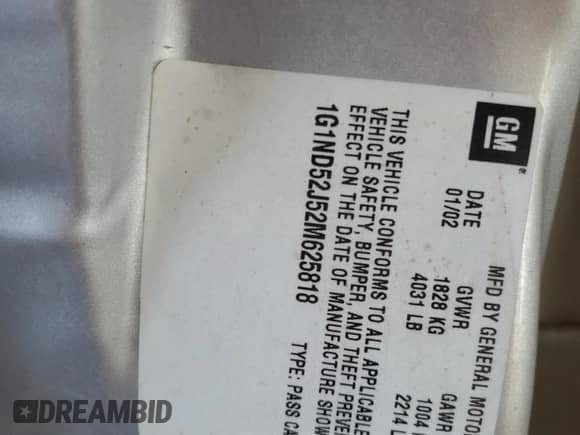 GM
MFD BY GENERAL MOTO
DATE GVWR GAWR
01/02 1828 KG 1004
4031 LB 2214 L
THIS VEHICLE CONFORMS TO ALL APPLICABLE
VEHICLE SAFETY, BUMPER, AND THEFT PREVE
EFFECT ON THE DATE OF MANUFACTURE SHOW
1G1ND52J52M625818 TYPE: PASS CA
DREAMBID